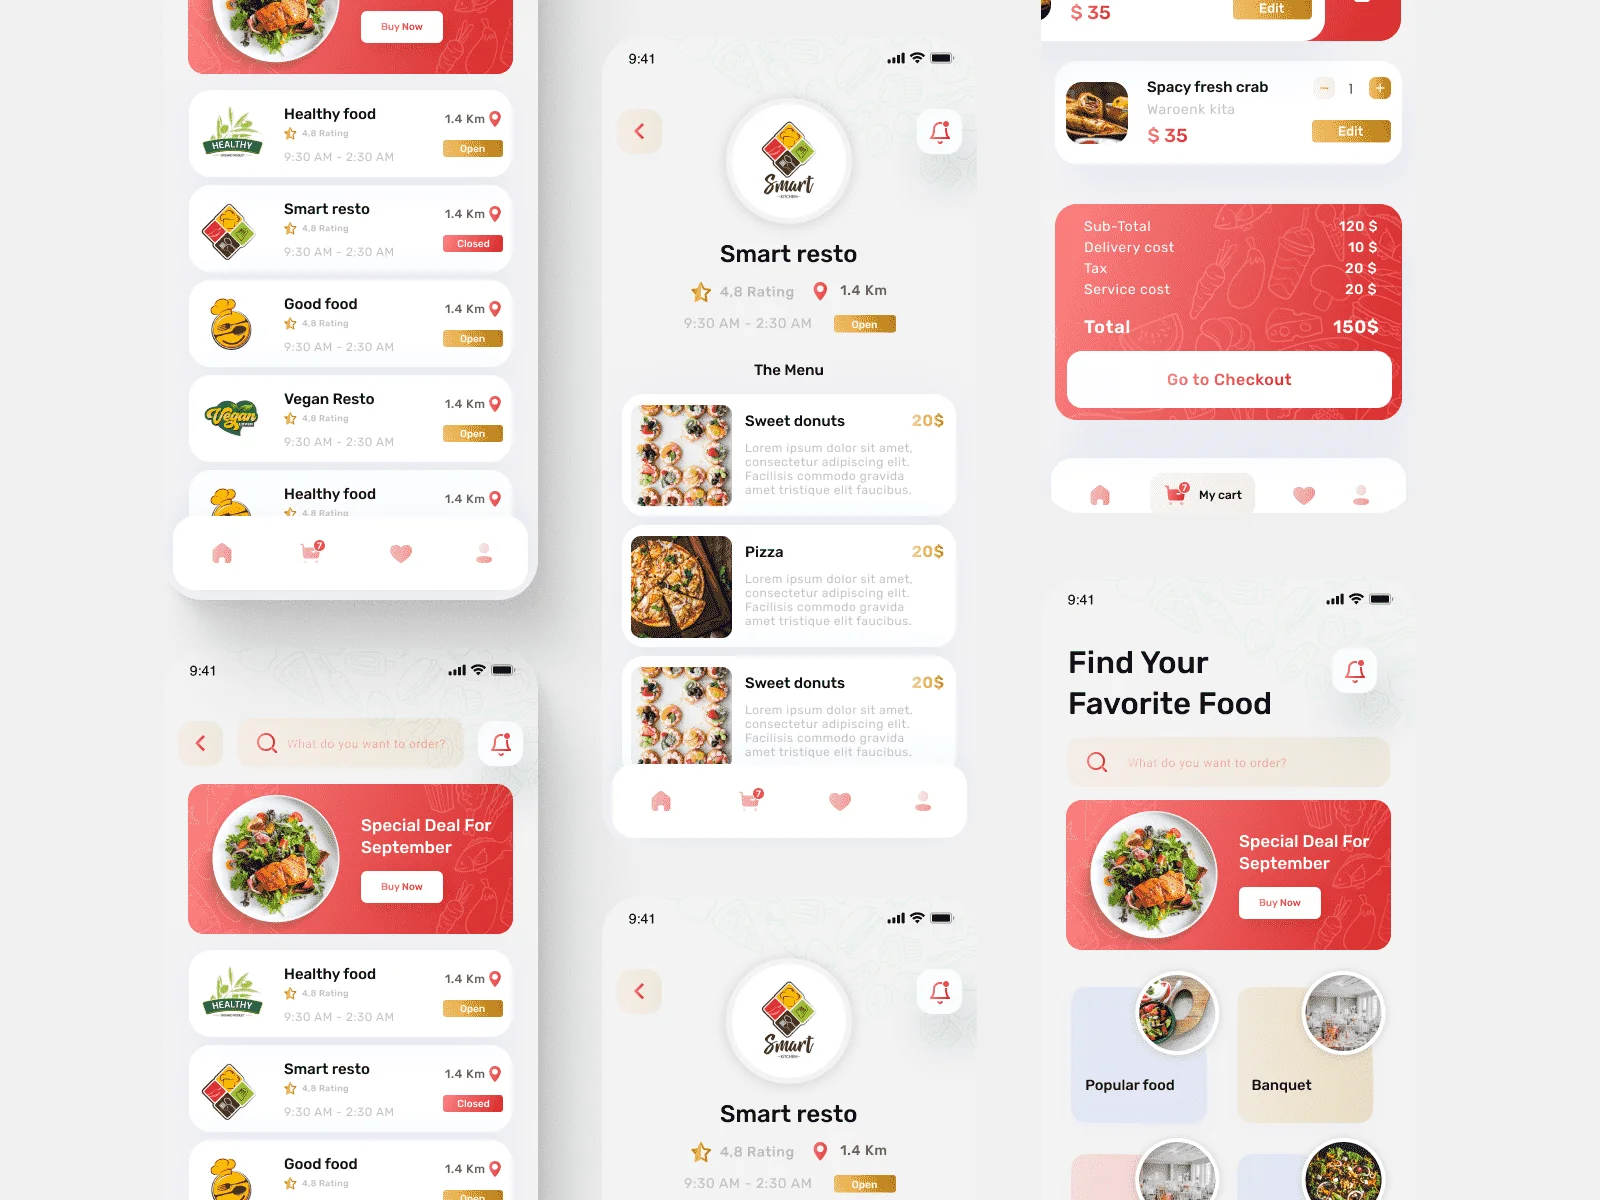 Buy Now
HEALTHY
Healthy food
4,8 Rating
9:30 AM - 2:30 AM
1.4 Km
Open
Smart resto
4,8 Rating
9:30 AM - 2:30 AM
1.4 Km
Closed
Good food
4,8 Rating
9:30 AM - 2:30 AM
1.4 Km
Open
Vegan
Vegan Resto
4,8 Rating
9:30 AM - 2:30 AM
1.4 Km
Open
Healthy food
4,8 Rating
1.4 Km
7
9:41
What do you want to order?
Special Deal For
September
Buy Now
HEALTHY
Healthy food
4,8 Rating
9:30 AM - 2:30 AM
1.4 Km
Open
Smart resto
4,8 Rating
9:30 AM - 2:30 AM
1.4 Km
Closed
Good food
4,8 Rating
1.4 Km
Open
9:41
Smart
KITCHEN
Smart resto
4,8 Rating
1.4 Km
9:30 AM - 2:30 AM
Open
The Menu
Sweet donuts
20$
Lorem ipsum dolor sit amet,
consectetur adipiscing elit.
Facilisis commodo gravida
amet tristique elit faucibus.
Pizza
20$
Lorem ipsum dolor sit amet,
consectetur adipiscing elit.
Facilisis commodo gravida
amet tristique elit faucibus.
Sweet donuts
20$
Lorem ipsum dolor sit amet,
consectetur adipiscing elit.
Facilisis commodo gravida
amet tristique elit faucibus.
7
9:41
Smart
KITCHEN
Smart resto
4,8 Rating
1.4 Km
9:30 AM - 2:30 AM
Open
$ 35
Edit
Spacy fresh crab
Waroenk kita
$ 35
− 1 +
Edit
Sub-Total 120 $
Delivery cost 10 $
Tax 20 $
Service cost 20 $
Total 150$
Go to Checkout
7
My cart
9:41
Find Your
Favorite Food
What do you want to order?
Special Deal For
September
Buy Now
Popular food
Banquet